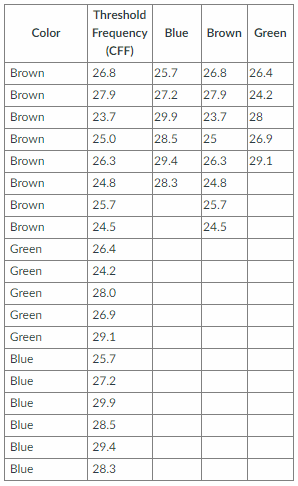 Color Threshold Frequency (CFF) Blue Brown Green
Brown 26.8 25.7 26.8 26.4
Brown 27.9 27.2 27.9 24.2
Brown 23.7 29.9 23.7 28
Brown 25.0 28.5 25 26.9
Brown 26.3 29.4 26.3 29.1
Brown 24.8 28.3 24.8
Brown 25.7 25.7
Brown 24.5 24.5
Green 26.4
Green 24.2
Green 28.0
Green 26.9
Green 29.1
Blue 25.7
Blue 27.2
Blue 29.9
Blue 28.5
Blue 29.4
Blue 28.3